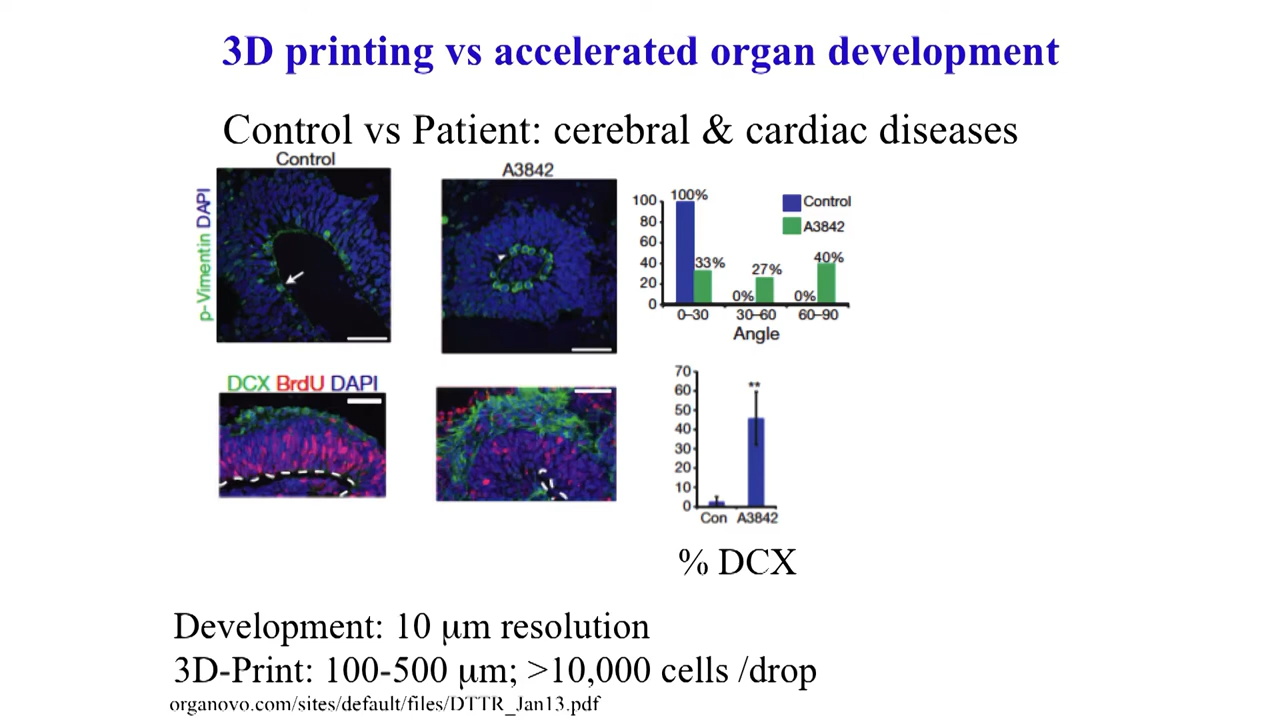 3D printing vs accelerated organ development
Control vs Patient: cerebral & cardiac diseases
Control
A3842
p-Vimentin DAPI
100
80
60
40
20
0
100%
33%
0%
27%
0%
40%
0–30
30–60
60–90
Angle
Control
A3842
DCX BrdU DAPI
70
60
50
40
30
20
10
0
**
Con
A3842
% DCX
Development: 10 μm resolution
3D-Print: 100-500 μm; >10,000 cells /drop
organovo.com/sites/default/files/DTTR_Jan13.pdf